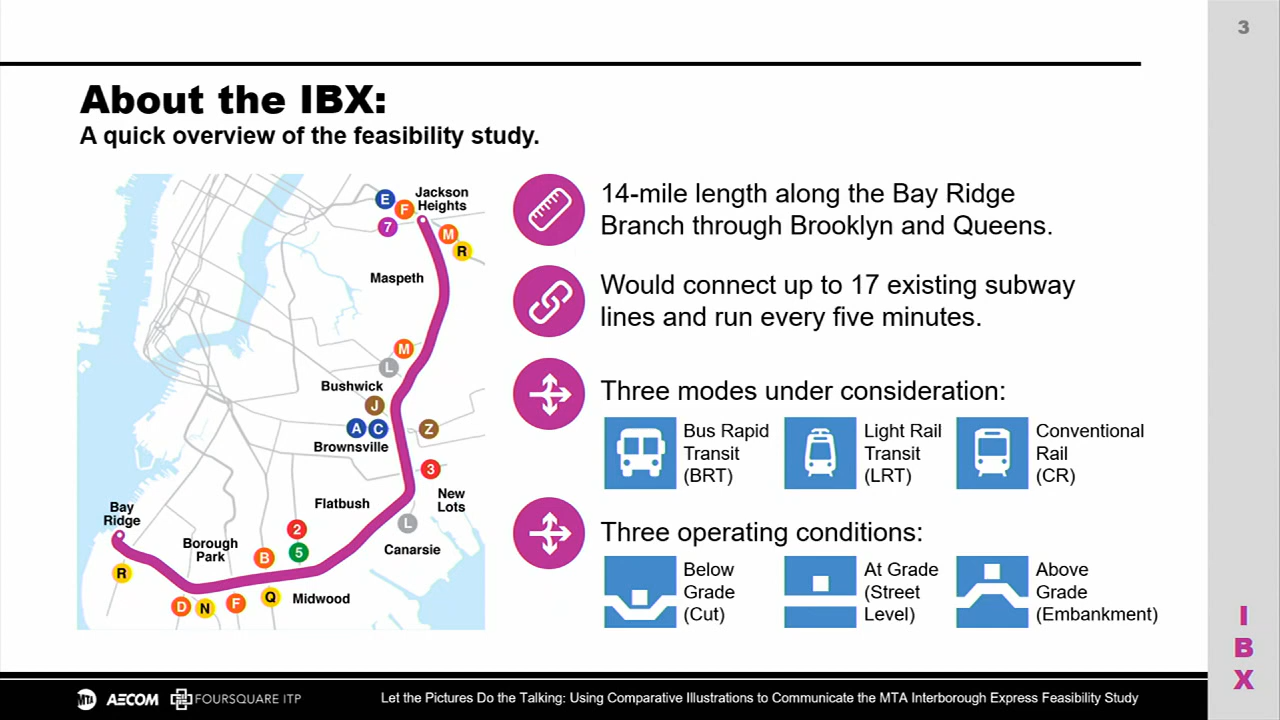 3
About the IBX:
A quick overview of the feasibility study.
E
F
Jackson
Heights
7
M
R
Maspeth
M
L
Bushwick
J
A
C
Z
Brownsville
3
New
Lots
Flatbush
L
Canarsie
Bay
Ridge
2
Borough
Park
B
5
R
D
N
F
Q
Midwood
14-mile length along the Bay Ridge
Branch through Brooklyn and Queens.
Would connect up to 17 existing subway
lines and run every five minutes.
Three modes under consideration:
Bus Rapid
Transit
(BRT)
Light Rail
Transit
(LRT)
Conventional
Rail
(CR)
Three operating conditions:
Below
Grade
(Cut)
At Grade
(Street
Level)
Above
Grade
(Embankment)
I
B
X
MTA
AECOM
FOURSQUARE ITP
Let the Pictures Do the Talking: Using Comparative Illustrations to Communicate the MTA Interborough Express Feasibility Study